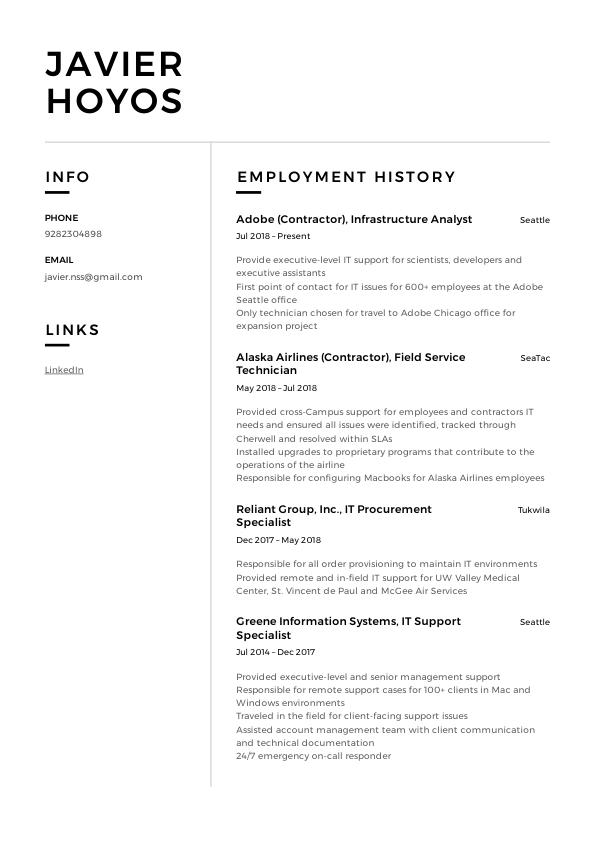 JAVIER
HOYOS
INFO
PHONE
9282304898
EMAIL
javier.nss@gmail.com
LINKS
LinkedIn
EMPLOYMENT HISTORY
Adobe (Contractor), Infrastructure Analyst
Seattle
Jul 2018 – Present
Provide executive-level IT support for scientists, developers and
executive assistants
First point of contact for IT issues for 600+ employees at the Adobe
Seattle office
Only technician chosen for travel to Adobe Chicago office for
expansion project
Alaska Airlines (Contractor), Field Service
Technician
SeaTac
May 2018 – Jul 2018
Provided cross-Campus support for employees and contractors IT
needs and ensured all issues were identified, tracked through
Cherwell and resolved within SLAs
Installed upgrades to proprietary programs that contribute to the
operations of the airline
Responsible for configuring Macbooks for Alaska Airlines employees
Reliant Group, Inc., IT Procurement
Specialist
Tukwila
Dec 2017 – May 2018
Responsible for all order provisioning to maintain IT environments
Provided remote and in-field IT support for UW Valley Medical
Center, St. Vincent de Paul and McGee Air Services
Greene Information Systems, IT Support
Specialist
Seattle
Jul 2014 – Dec 2017
Provided executive-level and senior management support
Responsible for remote support cases for 100+ clients in Mac and
Windows environments
Traveled in the field for client-facing support issues
Assisted account management team with client communication
and technical documentation
24/7 emergency on-call responder